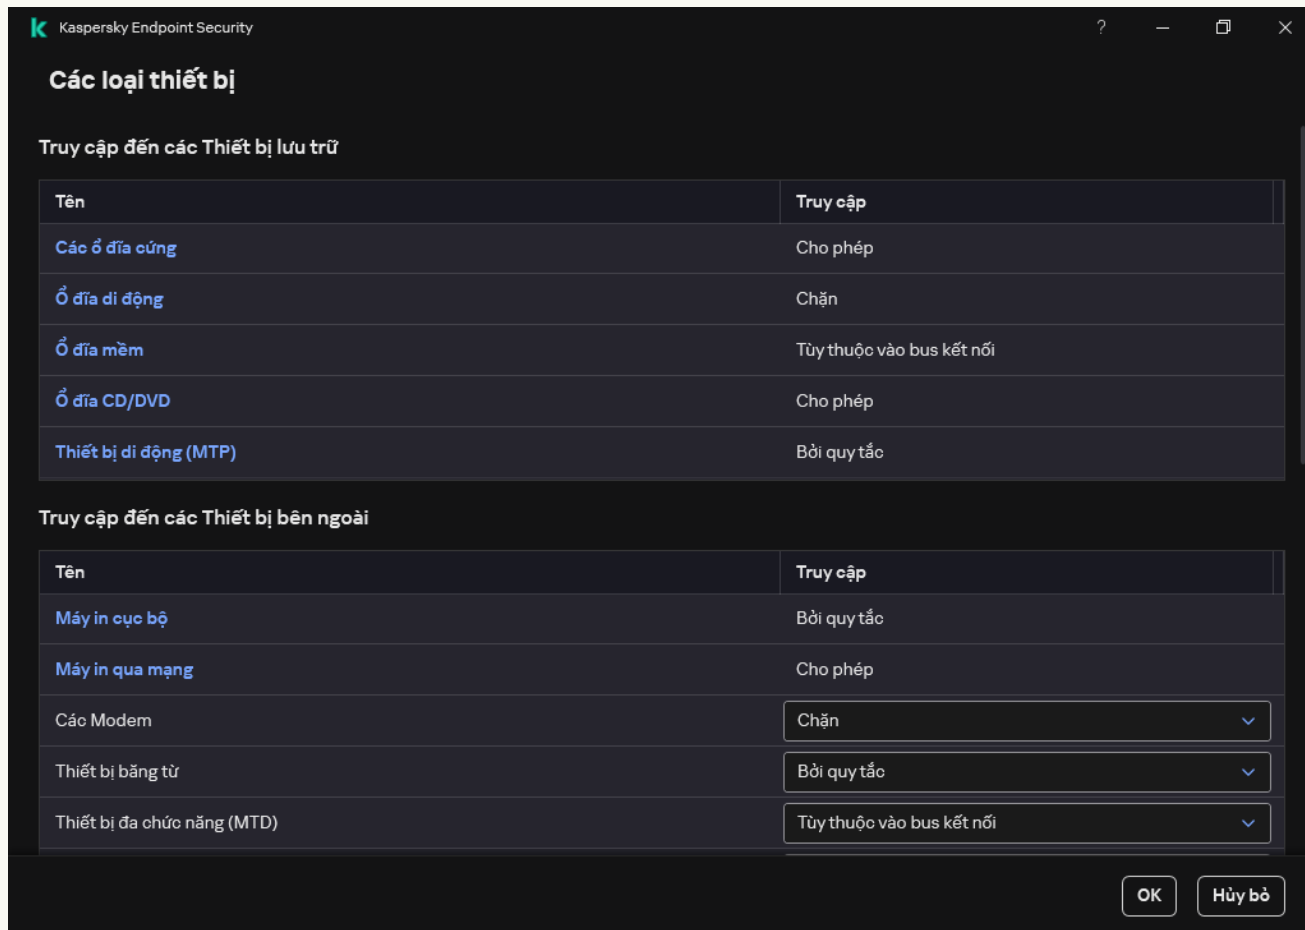 Kaspersky Endpoint Security
Các loại thiết bị
Truy cập đến các Thiết bị lưu trữ
Tên Truy cập
Các ổ đĩa cứng Cho phép
Ổ đĩa di động Chặn
Ổ đĩa mềm Tùy thuộc vào bus kết nối
Ổ đĩa CD/DVD Cho phép
Thiết bị di động (MTP) Bởi quy tắc
Truy cập đến các Thiết bị bên ngoài
Tên Truy cập
Máy in cục bộ Bởi quy tắc
Máy in qua mạng Cho phép
Các Modem Chặn
Thiết bị băng từ Bởi quy tắc
Thiết bị đa chức năng (MTD) Tùy thuộc vào bus kết nối
OK Hủy bỏ